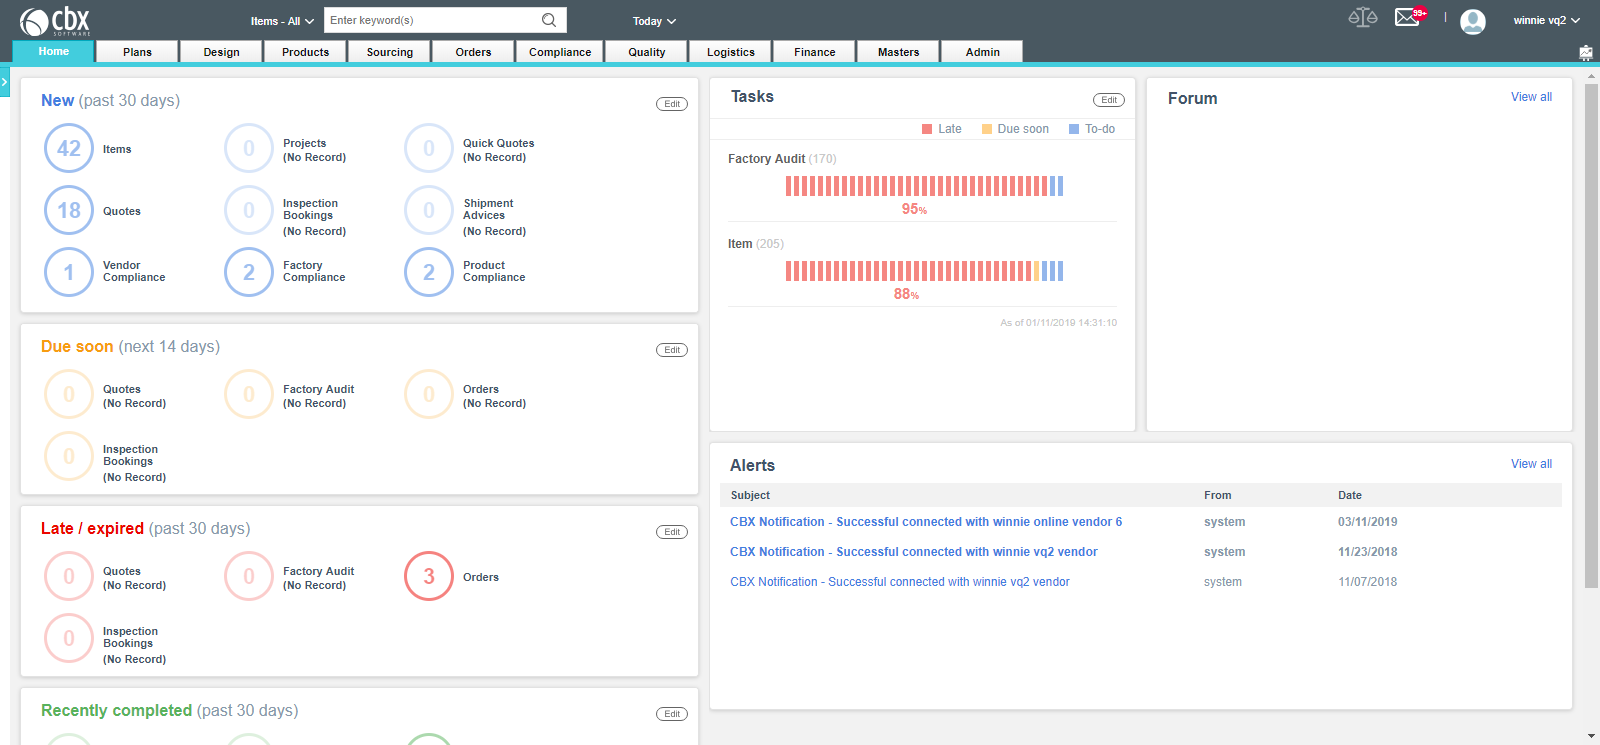 cbx
SOFTWARE
Items - All
Enter keyword(s)
Today
99+
winnie vq2
Home
Plans
Design
Products
Sourcing
Orders
Compliance
Quality
Logistics
Finance
Masters
Admin
New (past 30 days)
Edit
42
Items
0
Projects
(No Record)
0
Quick Quotes
(No Record)
18
Quotes
0
Inspection
Bookings
(No Record)
0
Shipment
Advices
(No Record)
1
Vendor
Compliance
2
Factory
Compliance
2
Product
Compliance
Due soon (next 14 days)
Edit
0
Quotes
(No Record)
0
Factory Audit
(No Record)
0
Orders
(No Record)
0
Inspection
Bookings
(No Record)
Late / expired (past 30 days)
Edit
0
Quotes
(No Record)
0
Factory Audit
(No Record)
3
Orders
0
Inspection
Bookings
(No Record)
Recently completed (past 30 days)
Edit
Tasks
Edit
Late
Due soon
To-do
Factory Audit (170)
95%
Item (205)
88%
As of 01/11/2019 14:31:10
Forum
View all
Alerts
View all
Subject From Date
CBX Notification - Successful connected with winnie online vendor 6 system 03/11/2019
CBX Notification - Successful connected with winnie vq2 vendor system 11/23/2018
CBX Notification - Successful connected with winnie vq2 vendor system 11/07/2018